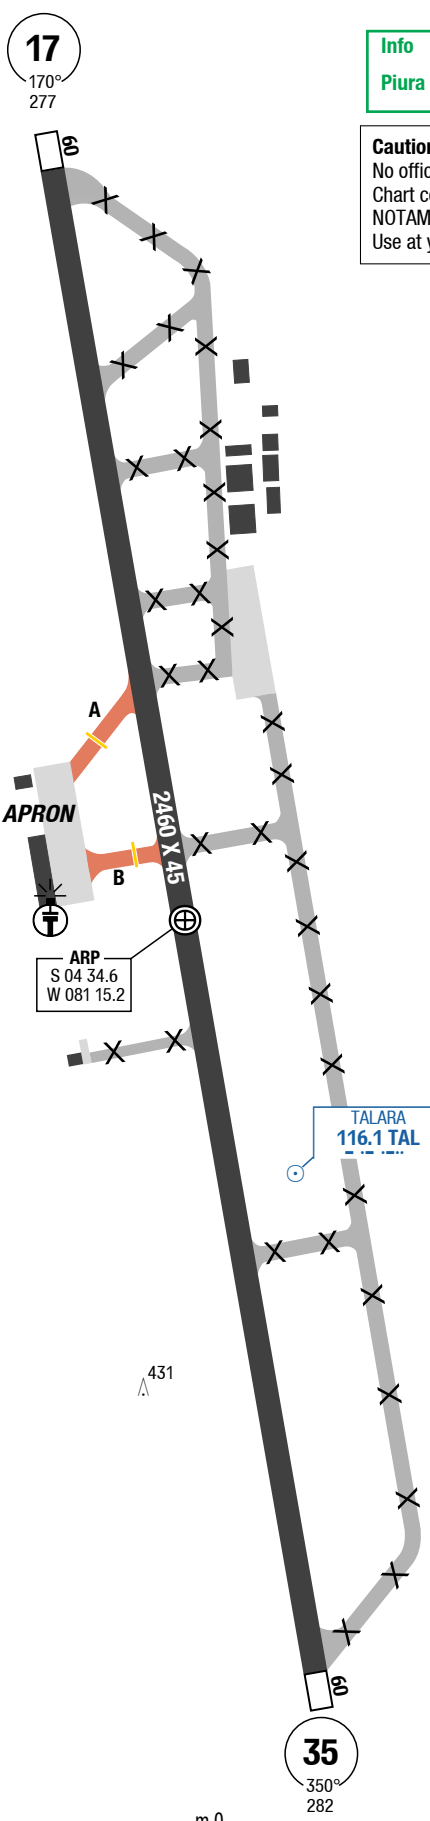 17
170°
277
60
Info
Piura
Caution
No offic
Chart c
NOTAM
Use at y
A
APRON
2460 X 45
B
ARP
S 04 34.6
W 081 15.2
TALARA
116.1 TAL
431
60
35
350°
282
m 0